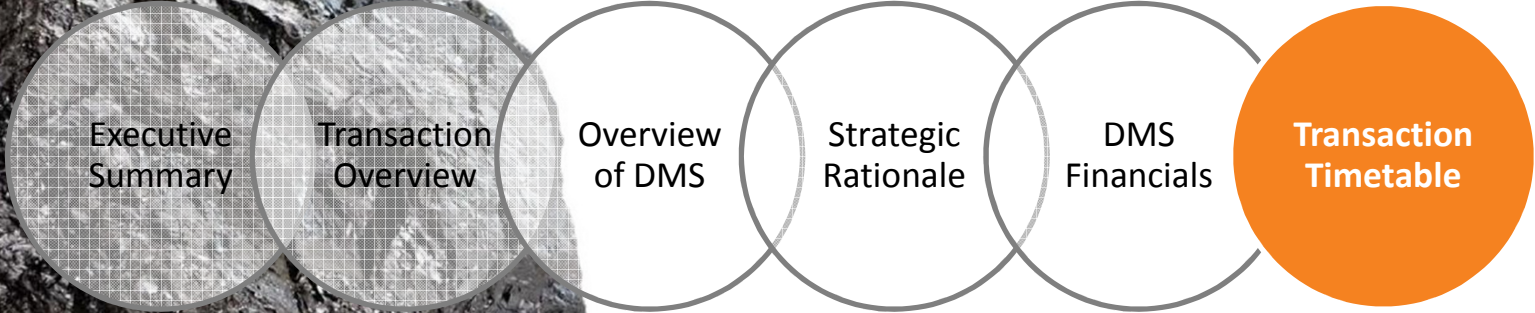 Executive
Summary
Transaction
Overview
Overview
of DMS
Strategic
Rationale
DMS
Financials
Transaction
Timetable